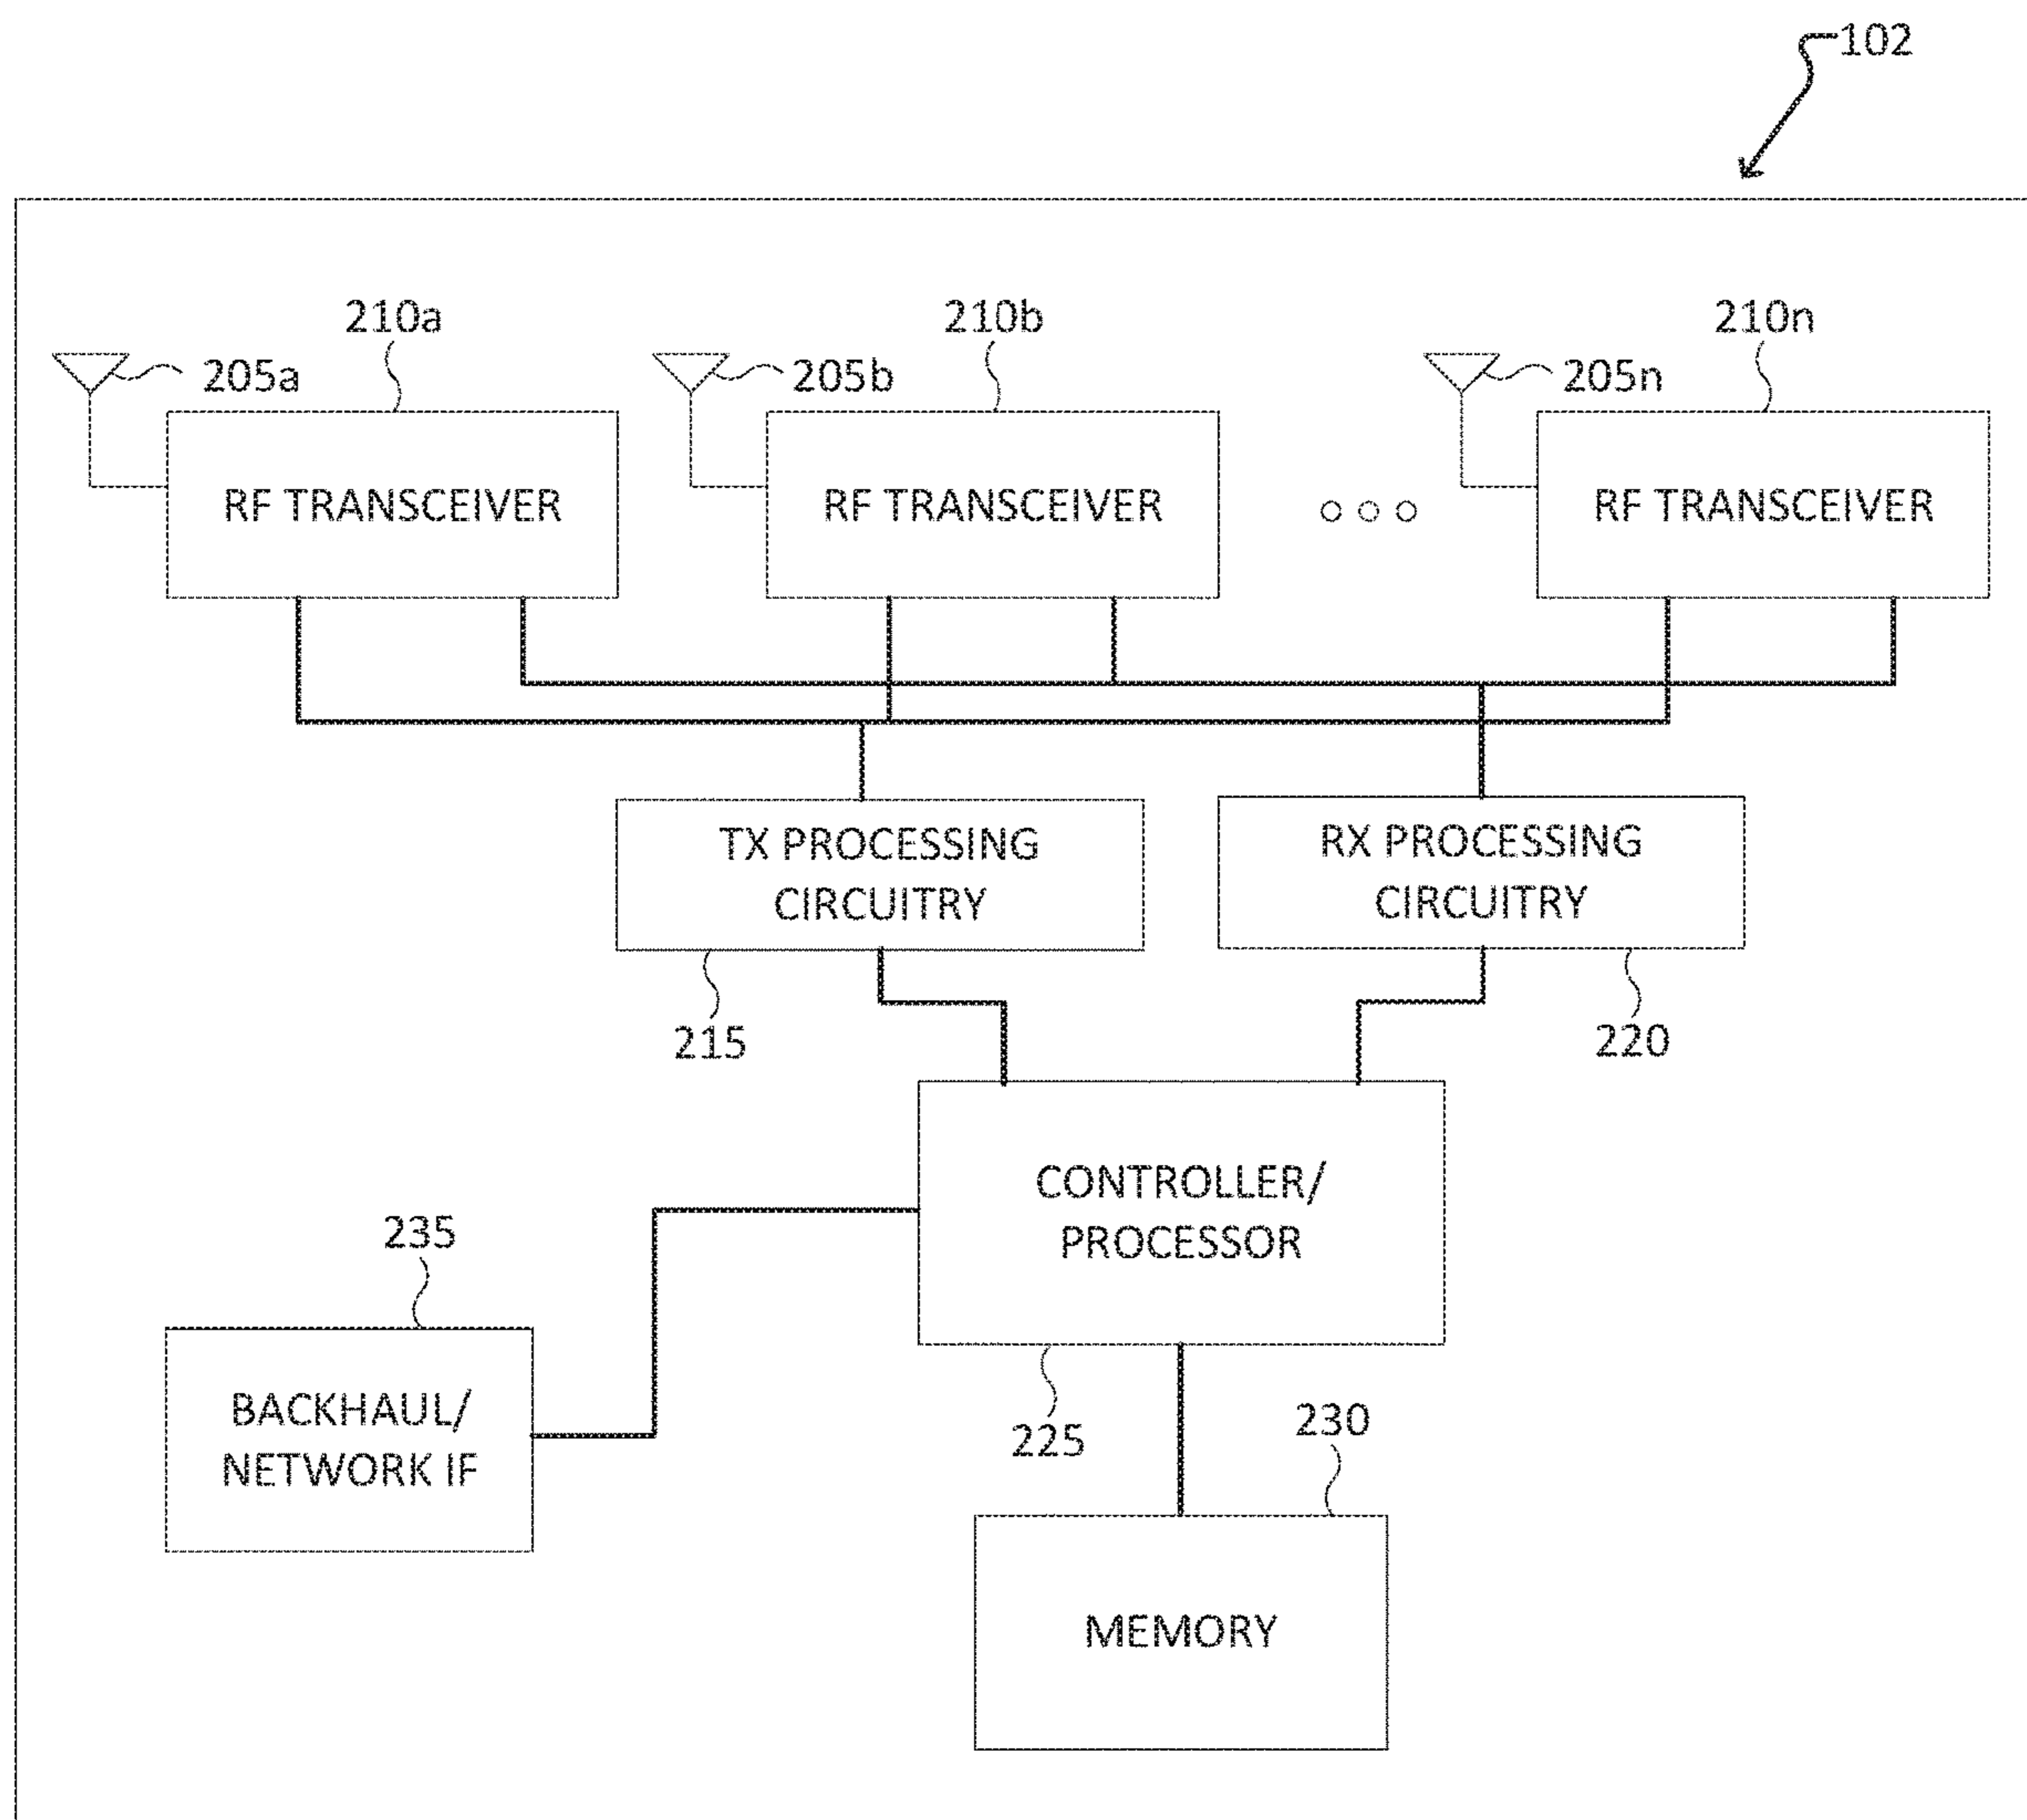 102
210a
210b
210n
205a
205b
205n
RF TRANSCEIVER
RF TRANSCEIVER
RF TRANSCEIVER
TX PROCESSING
CIRCUITRY
RX PROCESSING
CIRCUITRY
215
220
CONTROLLER/
PROCESSOR
235
BACKHAUL/
NETWORK IF
225
230
MEMORY